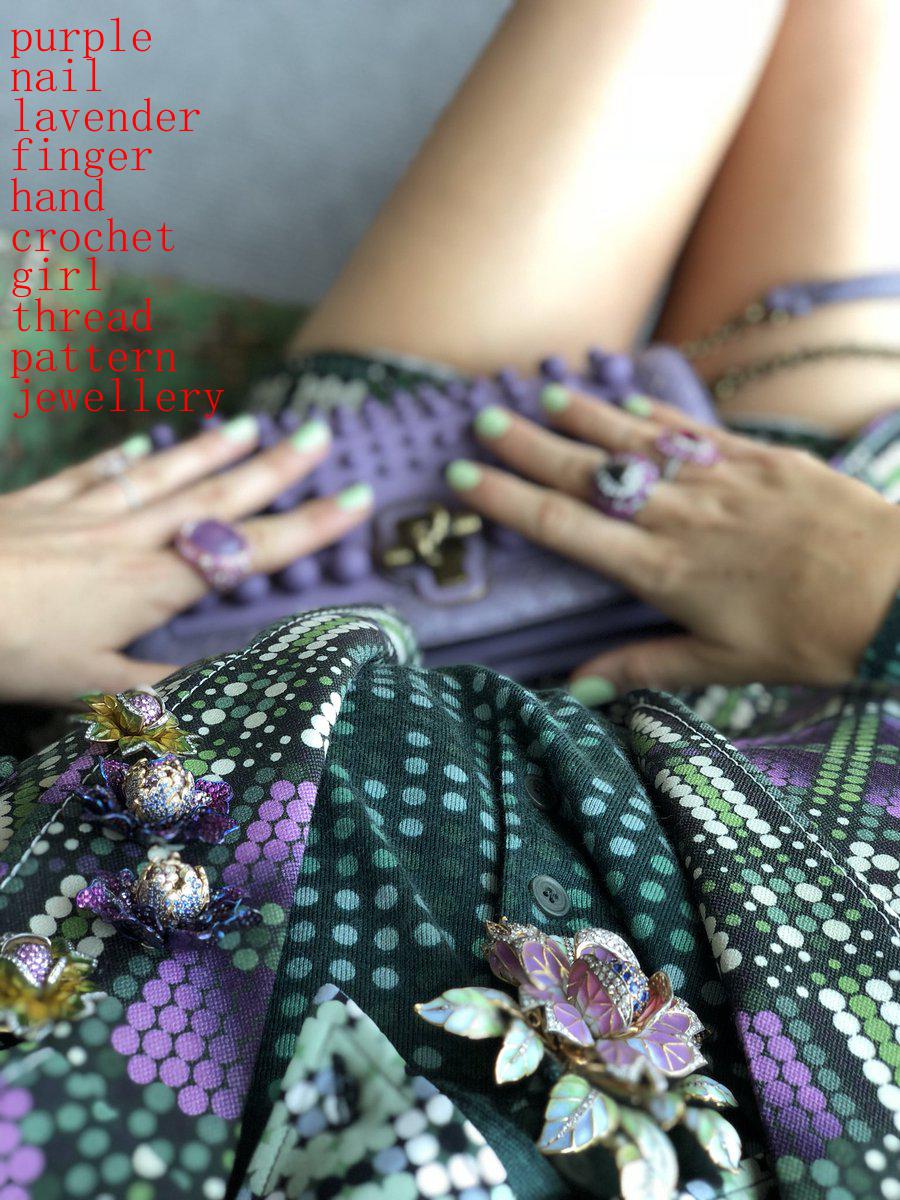 purple
nail
lavender
finger
hand
crochet
girl
thread
pattern
jewellery